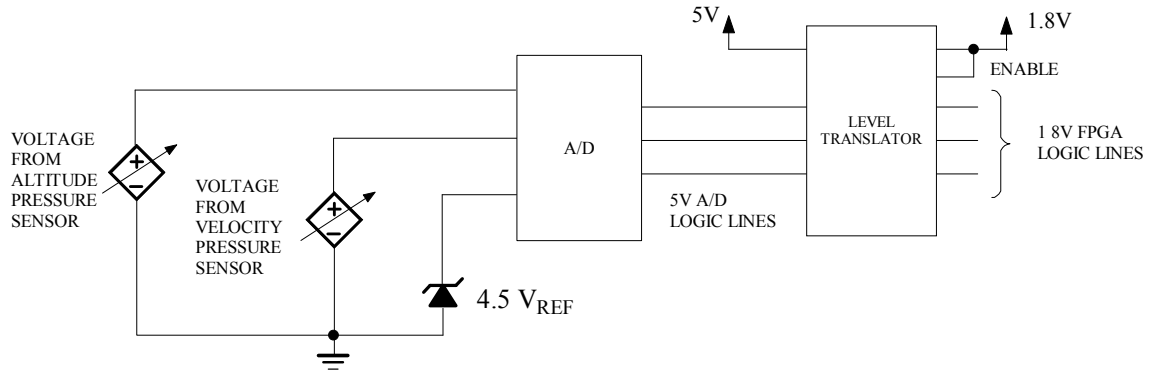 5V
1.8V
ENABLE
VOLTAGE
FROM
ALTITUDE
PRESSURE
SENSOR
VOLTAGE
FROM
VELOCITY
PRESSURE
SENSOR
A/D
LEVEL
TRANSLATOR
1 8V FPGA
LOGIC LINES
5V A/D
LOGIC LINES
4.5 VREF